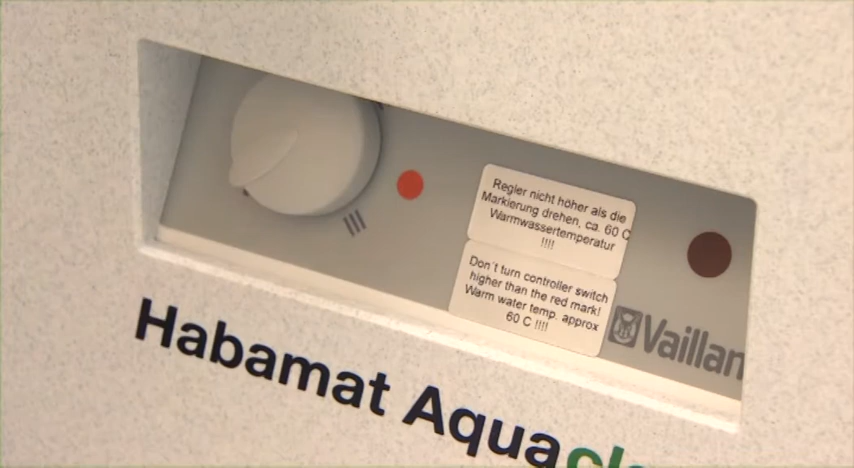 Regler nicht höher als die
Markierung drehen, ca. 60 C
Warmwassertemperatur
!!!!
Don´t turn controller switch
higher than the red mark!
Warm water temp. approx
60 C !!!!
Vaillan
Habamat Aqua